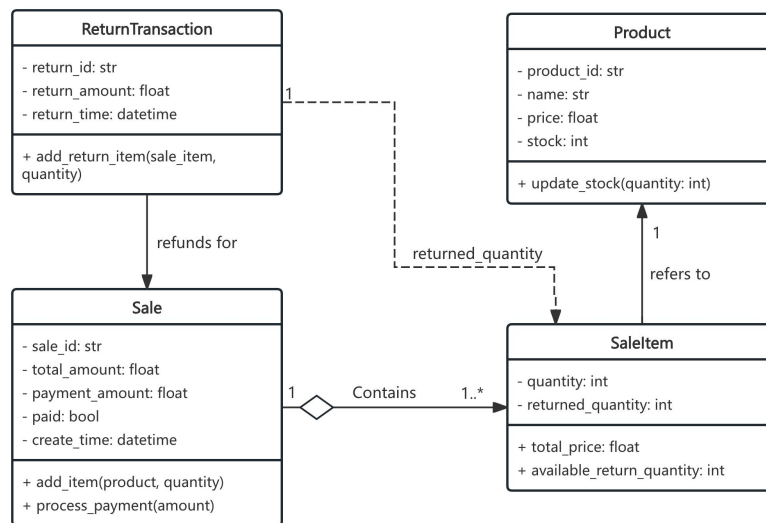 ReturnTransaction
- return_id: str
- return_amount: float
- return_time: datetime
+ add_return_item(sale_item,
quantity)
1
Product
- product_id: str
- name: str
- price: float
- stock: int
+ update_stock(quantity: int)
refunds for
returned_quantity
1
refers to
Sale
- sale_id: str
- total_amount: float
- payment_amount: float
- paid: bool
- create_time: datetime
+ add_item(product, quantity)
+ process_payment(amount)
1
Contains
1..*
SaleItem
- quantity: int
- returned_quantity: int
+ total_price: float
+ available_return_quantity: int